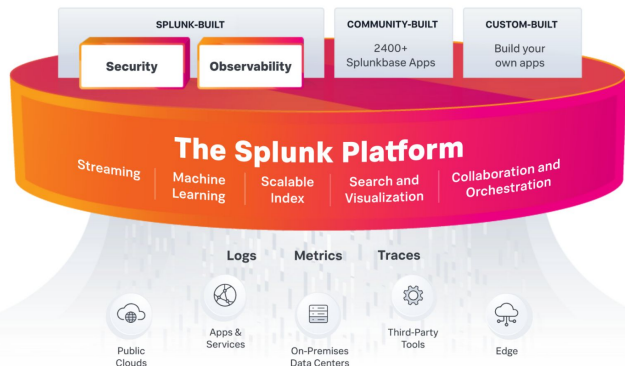 SPLUNK-BUILT
COMMUNITY-BUILT
CUSTOM-BUILT
Security
Observability
2400+
Splunkbase Apps
Build your
own apps
The Splunk Platform
Streaming
Machine
Learning
Scalable
Index
Search and
Visualization
Collaboration and
Orchestration
Logs
Metrics
Traces
Public
Clouds
Apps &
Services
On-Premises
Data Centers
Third-Party
Tools
Edge